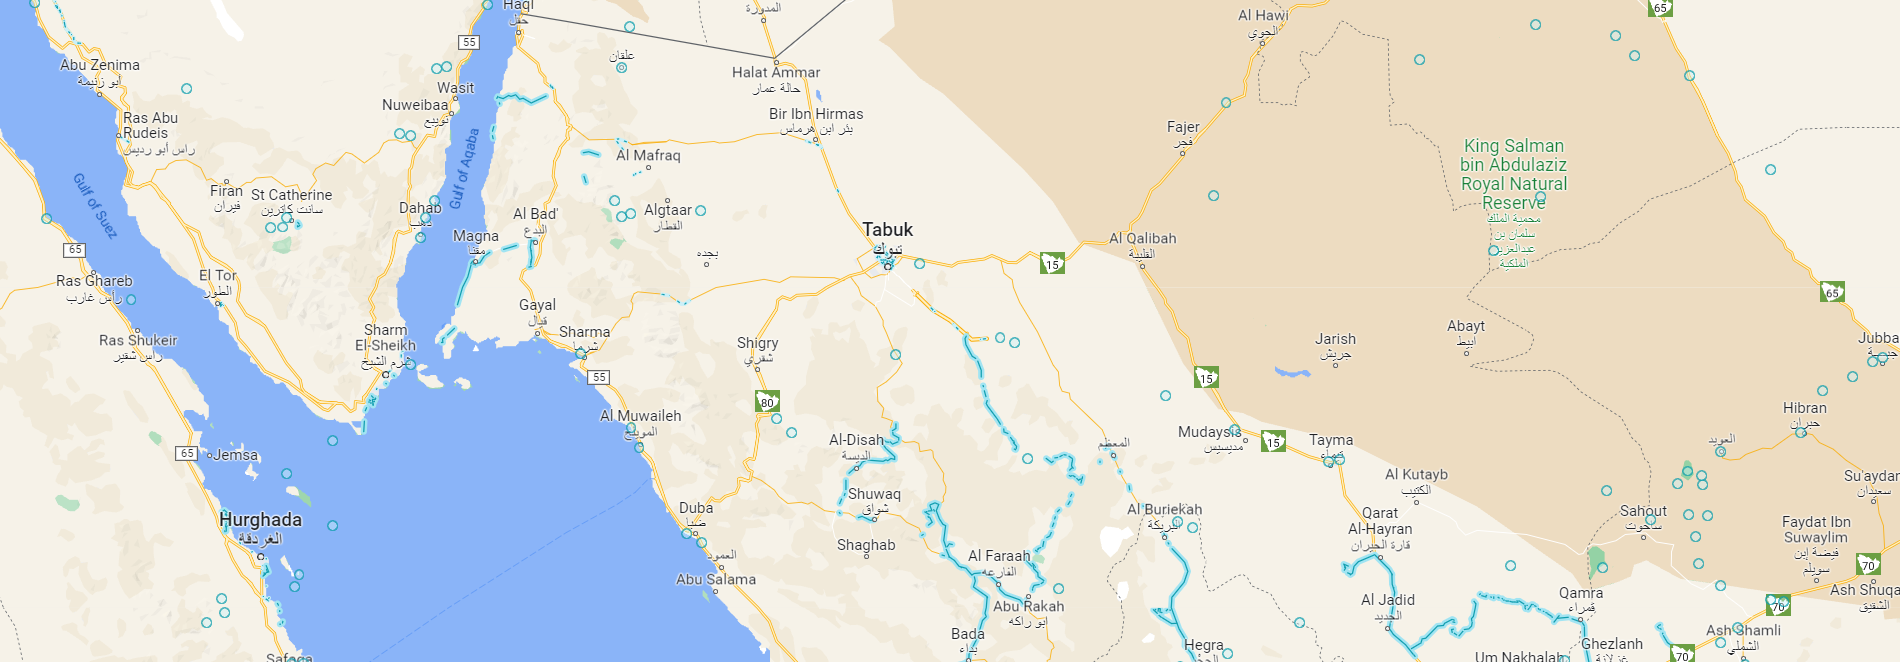 Haql
حقل
المدورة
65
Al Hawi
الحوي
55
علقان
Abu Zenima
أبو زنيمة
Halat Ammar
حالة عمار
Wasit
Nuweibaa
نويبع
Bir Ibn Hirmas
بئر ابن هرماس
Ras Abu
Rudeis
راس أبو رديس
Fajer
فجر
Gulf of Aqaba
Al Mafraq
King Salman
bin Abdulaziz
Royal Natural
Reserve
محمية الملك
سلمان بن
عبدالعزيز
الملكية
Gulf of Suez
Firan
فيران
St Catherine
سانت كاترين
Dahab
دهب
Al Bad'
البدع
Algtaar
القطار
Tabuk
تبوك
Magna
مقنا
65
بجده
Al Qalibah
القليبة
15
Ras Ghareb
رأس غارب
El Tor
الطور
65
Gayal
قيال
Sharm
El-Sheikh
شرم الشيخ
Sharma
شرما
Ras Shukeir
راس شقير
Shigry
شقري
Jarish
جريش
Abayt
أبيط
Jubba
جبة
55
15
80
Al Muwaileh
المويلح
Hibran
حبران
Al-Disah
الديسة
المعظم
Mudaysis
مديسيس
15
Tayma
تيماء
العويد
65
Jemsa
Al Kutayb
الكتيب
Su'aydan
سعيدان
Shuwaq
شواق
Duba
ضبا
Al Buriekah
البريكة
Qarat
Al-Hayran
قارة الحيران
Sahout
ساحوت
Faydat Ibn
Suwaylim
فيضة ابن
سويلم
Hurghada
الغردقة
Shaghab
العمود
Al Faraah
الفارعه
70
Abu Salama
Abu Rakah
ابو راكه
Al Jadid
الجديد
Qamra
قمراء
70
Ash Shuqa
الشقيق
Bada
بداء
Hegra
Ghezlanh
غزلانة
Ash Shamli
الشملي
Um Nakhalah
70
Safaga